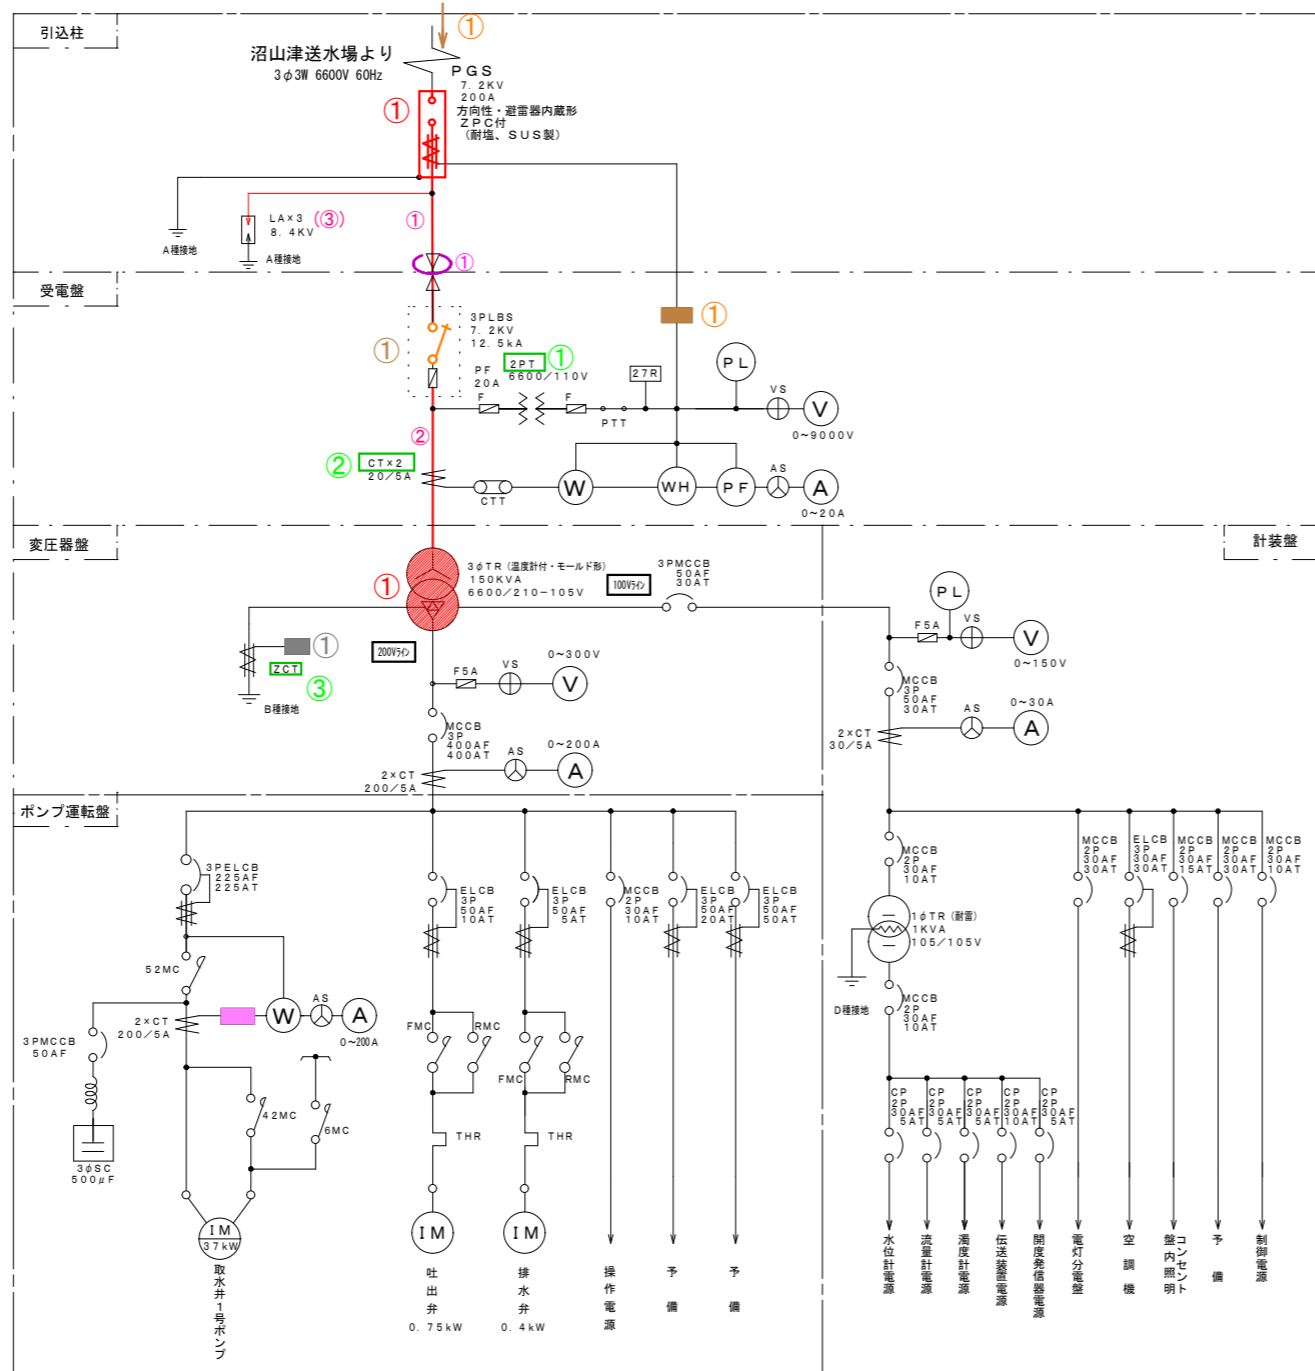 引込柱
①
沼山津送水場より
3φ3W 6600V 60Hz
PGS
7.2KV
200A
方向性・避雷器内蔵形
ZPC付
(耐塩、SUS製)
①
A種接地
LA×3 (③)
8.4KV
A種接地
①
①
受電盤
①
3PLBS
7.2KV
12.5kA
PF
20A
2PT
6600/110V
①
①
F
F
PTT
27R
PL
VS
V
0~9000V
②
②
CT×2
20/5A
CTT
W
WH
PF
AS
A
0~20A
変圧器盤
計装盤
①
3φTR (温度計付・モールド形)
150KVA
6600/210-105V
100Vライン
3PMCCB
50AF
30AT
PL
F5A
VS
V
0~150V
①
ZCT
③
B種接地
200Vライン
F5A
VS
0~300V
V
MCCB
3P
400AF
400AT
2×CT
200/5A
AS
0~200A
A
MCCB
3P
50AF
30AT
2×CT
30/5A
AS
0~30A
A
ポンプ運転盤
3PELCB
225AF
225AT
ELCB
3P
50AF
10AT
ELCB
3P
50AF
5AT
MCCB
2P
30AF
10AT
ELCB
3P
50AF
20AT
ELCB
3P
50AF
50AT
MCCB
2P
30AF
10AT
MCCB
2P
30AF
30AT
ELCB
3P
30AF
30AT
MCCB
2P
30AF
15AT
MCCB
2P
30AF
30AT
MCCB
2P
30AF
10AT
1φTR (耐雷)
1KVA
105/105V
D種接地
MCCB
2P
30AF
10AT
52MC
2×CT
200/5A
W
AS
A
0~200A
3PMCCB
50AF
3φSC
500μF
42MC
6MC
FMC
RMC
FMC
RMC
THR
THR
CP
2P
30AF
5AT
CP
2P
30AF
5AT
CP
2P
30AF
5AT
CP
2P
30AF
10AT
CP
2P
30AF
5AT
IM
37kW
取水井1号ポンプ
IM
吐出弁
0.75kW
IM
排水弁
0.4kW
操作電源
予備
予備
水位計電源
流量計電源
濁度計電源
伝送装置電源
開度発信器電源
電灯分電盤
空調機
コンセント
盤内照明
予備
制御電源